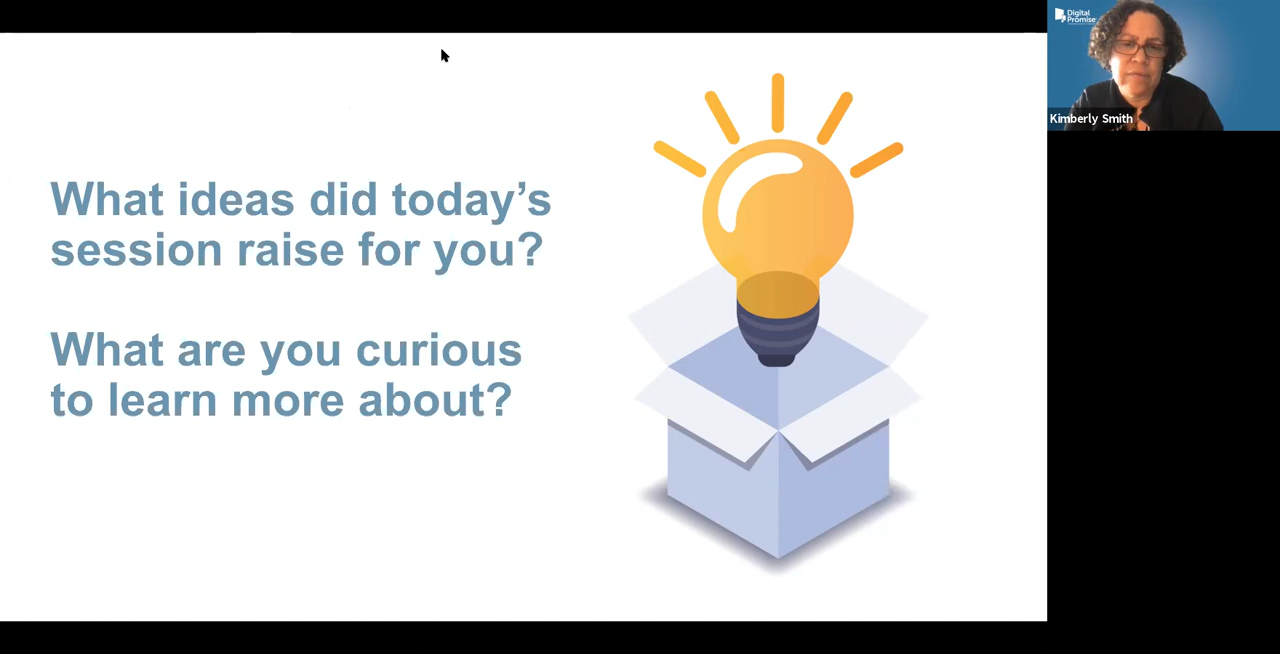 What ideas did today’s
session raise for you?
What are you curious
to learn more about?
Digital
Promise
Kimberly Smith